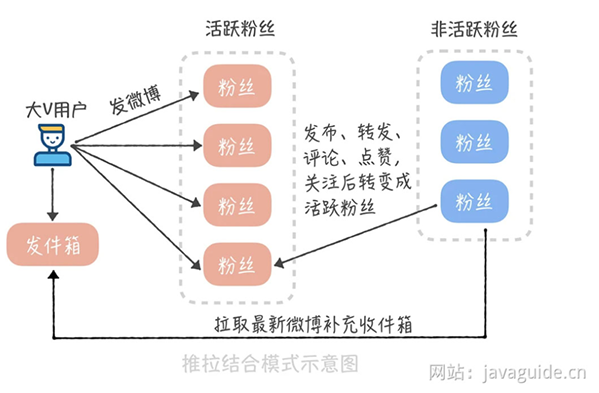 活跃粉丝
非活跃粉丝
大V用户
发微博
粉丝
粉丝
粉丝
粉丝
发布、转发、
评论、点赞,
关注后转变成
活跃粉丝
粉丝
粉丝
粉丝
发件箱
拉取最新微博补充收件箱
推拉结合模式示意图
网站：javaguide.cn